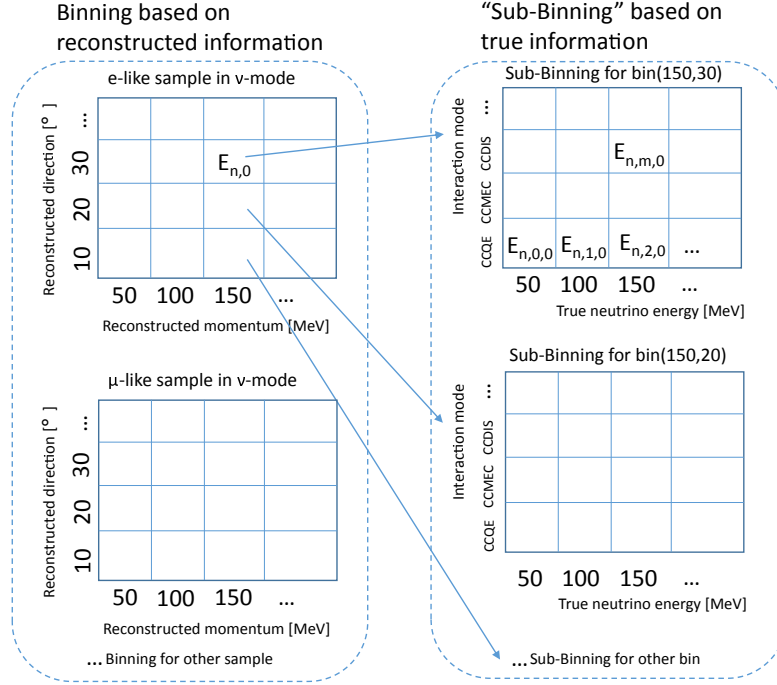 Binning based on
reconstructed information
e-like sample in ν-mode
Reconstructed direction [°]
...
30
20
10
E_{n,0}
50 100 150 ...
Reconstructed momentum [MeV]
μ-like sample in ν-mode
Reconstructed direction [°]
...
30
20
10
50 100 150 ...
Reconstructed momentum [MeV]
... Binning for other sample
“Sub-Binning” based on
true information
Sub-Binning for bin(150,30)
Interaction mode
...
CCDIS
CCMEC
CCQE
E_{n,m,0}
E_{n,0,0} E_{n,1,0} E_{n,2,0} ...
50 100 150 ...
True neutrino energy [MeV]
Sub-Binning for bin(150,20)
Interaction mode
...
CCDIS
CCMEC
CCQE
50 100 150 ...
True neutrino energy [MeV]
... Sub-Binning for other bin